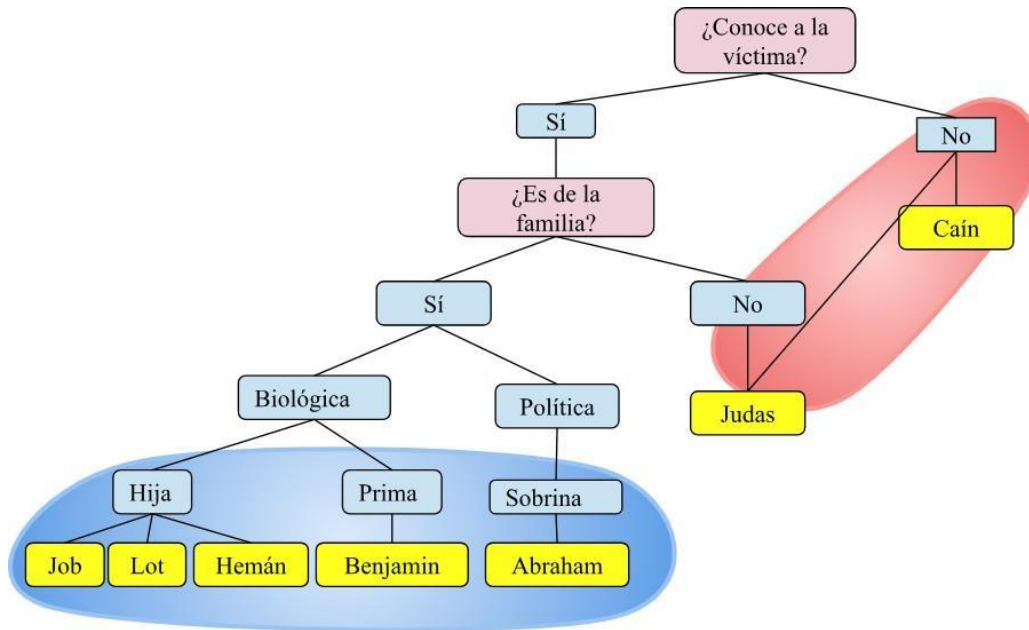 ¿Conoce a la
víctima?
Sí
No
¿Es de la
familia?
Caín
Sí
No
Biológica
Política
Judas
Hija
Prima
Sobrina
Job
Lot
Hemán
Benjamin
Abraham